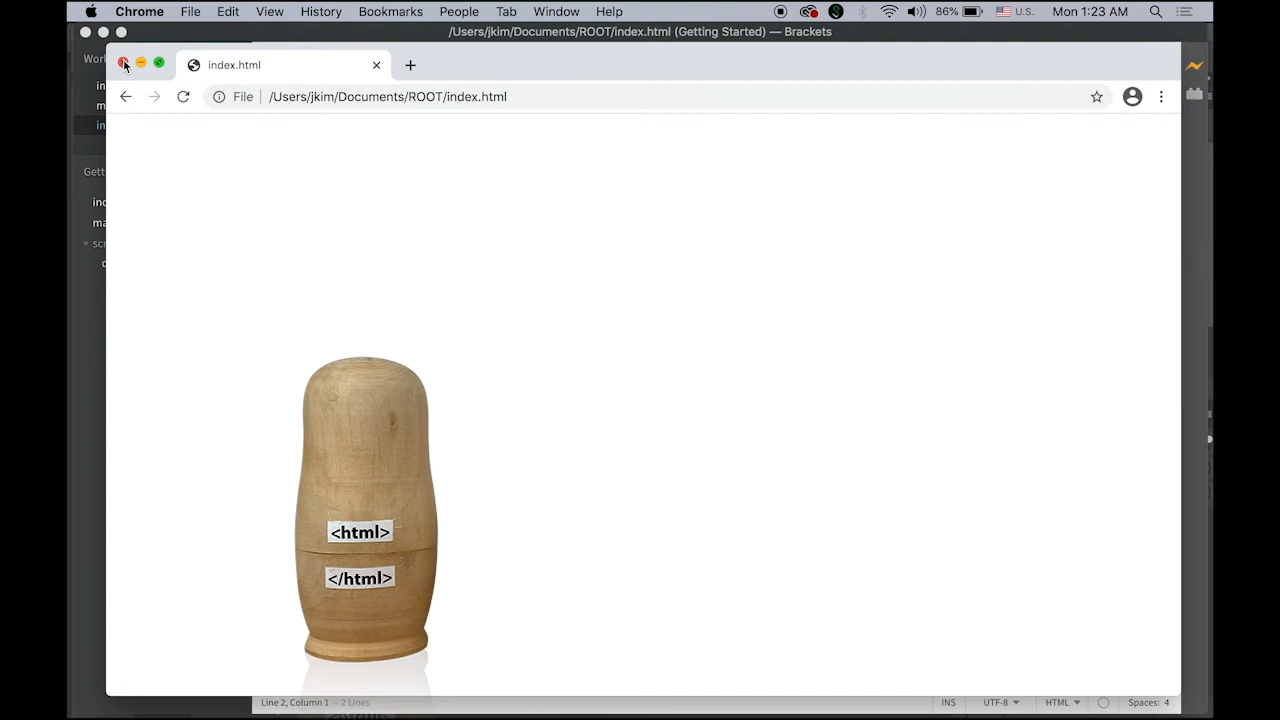 Chrome File Edit View History Bookmarks People Tab Window Help 86% U.S. Mon 1:23 AM
/Users/jkim/Documents/ROOT/index.html (Getting Started) — Brackets
index.html
File /Users/jkim/Documents/ROOT/index.html
<html>
</html>
Line 2, Column 1 — 2 Lines INS UTF-8 HTML Spaces: 4